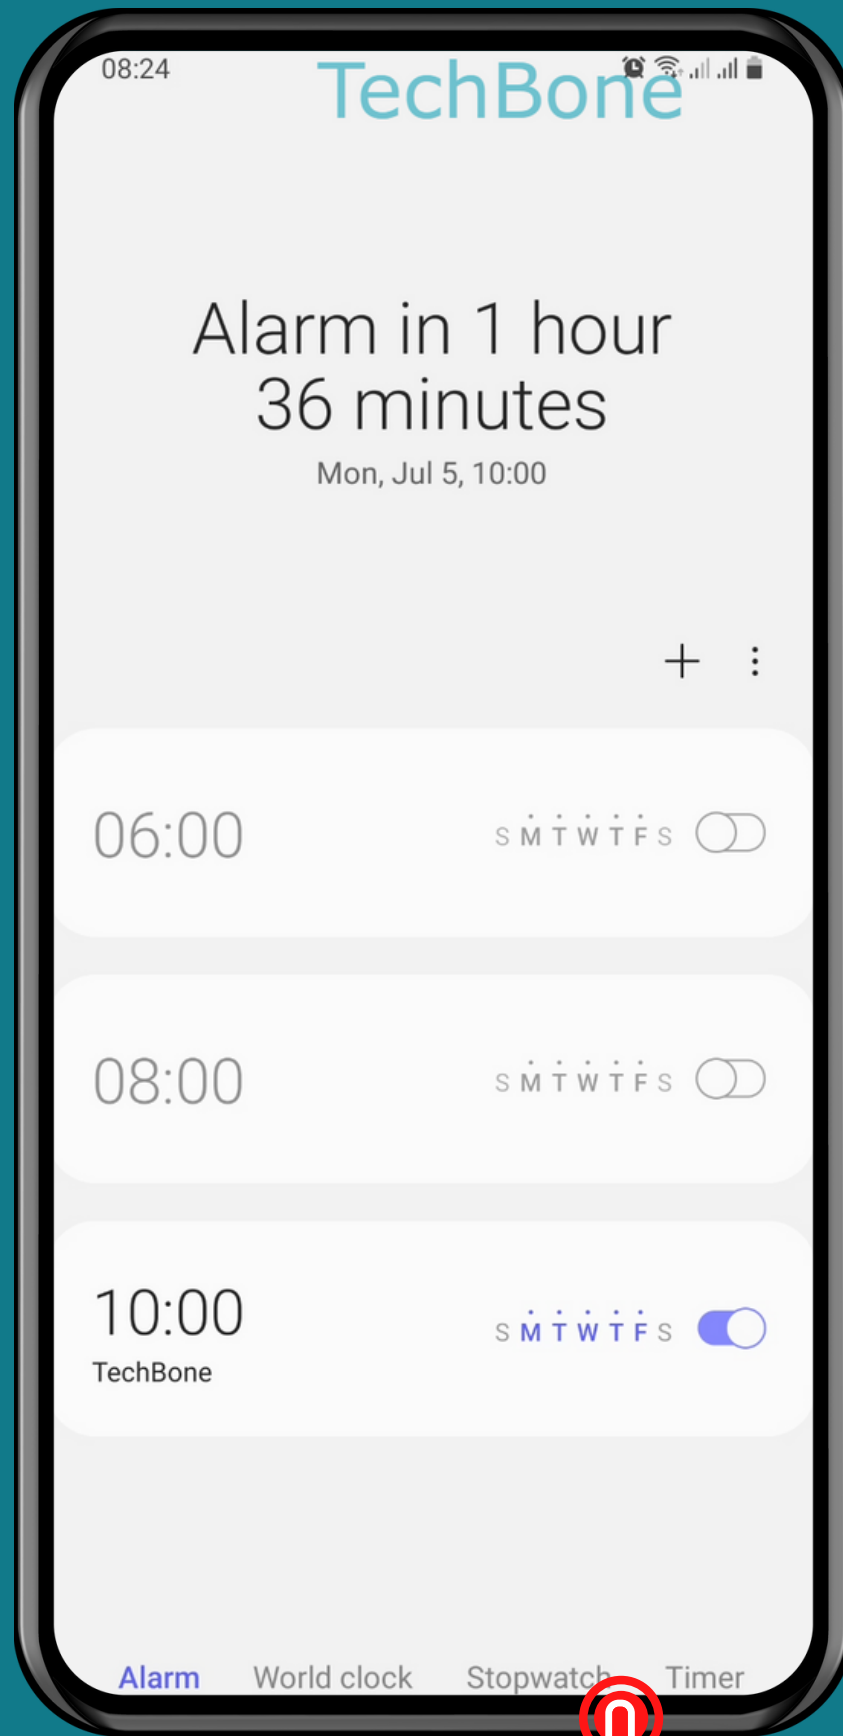 08:24
TechBone
Alarm in 1 hour
36 minutes
Mon, Jul 5, 10:00
06:00
S M T W T F S
08:00
S M T W T F S
10:00
S M T W T F S
TechBone
Alarm World clock Stopwatch Timer